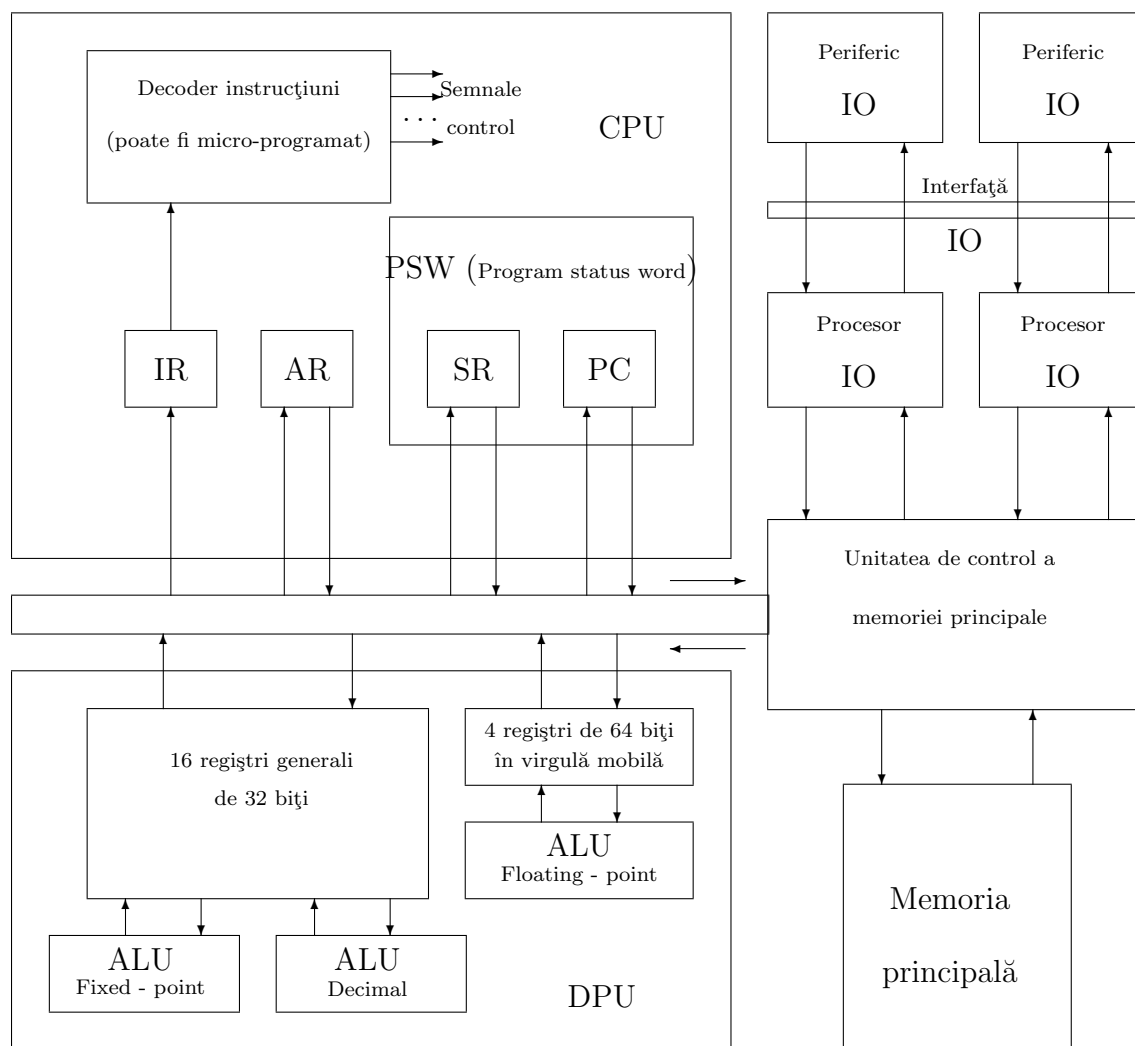 Decoder instrucţiuni
(poate fi micro-programat)
Semnale
. . .
control
CPU
PSW (Program status word)
IR
AR
SR
PC
Periferic
IO
Periferic
IO
Interfaţă
IO
Procesor
IO
Procesor
IO
Unitatea de control a
memoriei principale
16 regiştri generali
de 32 biţi
4 regiştri de 64 biţi
în virgulă mobilă
ALU
Floating - point
ALU
Fixed - point
ALU
Decimal
DPU
Memoria
principală